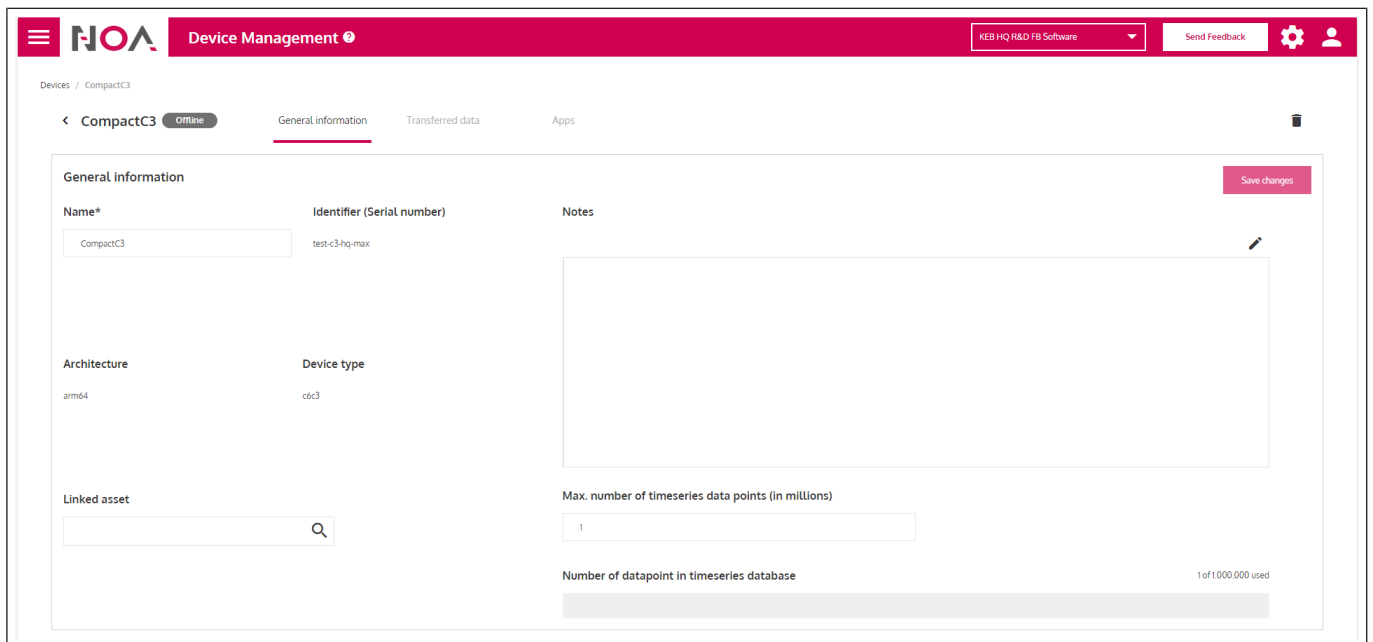 NOA Device Management ? KEB HQ R&D FB Software Send Feedback
Devices / CompactC3
CompactC3 Offline General information Transferred data Apps
General information Save changes
Name* Identifier (Serial number) Notes
CompactC3 test-c3-hq-max
Architecture Device type
arm64 c6c3
Linked asset Max. number of timeseries data points (in millions)
1
Number of datapoint in timeseries database 1 of 1.000.000 used